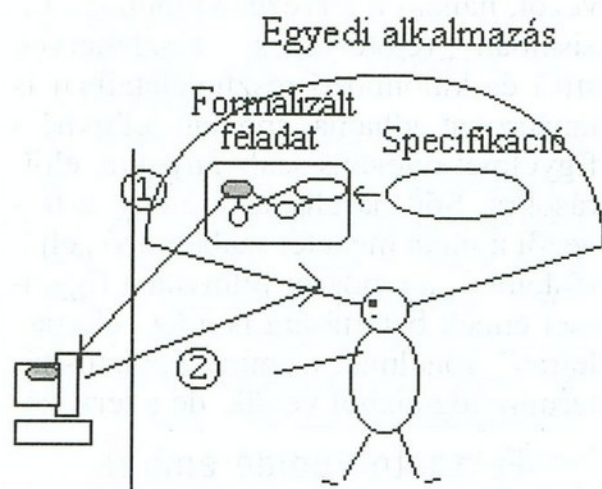 Egyedi alkalmazás
Formalizált
feladat
Specifikáció
1
2